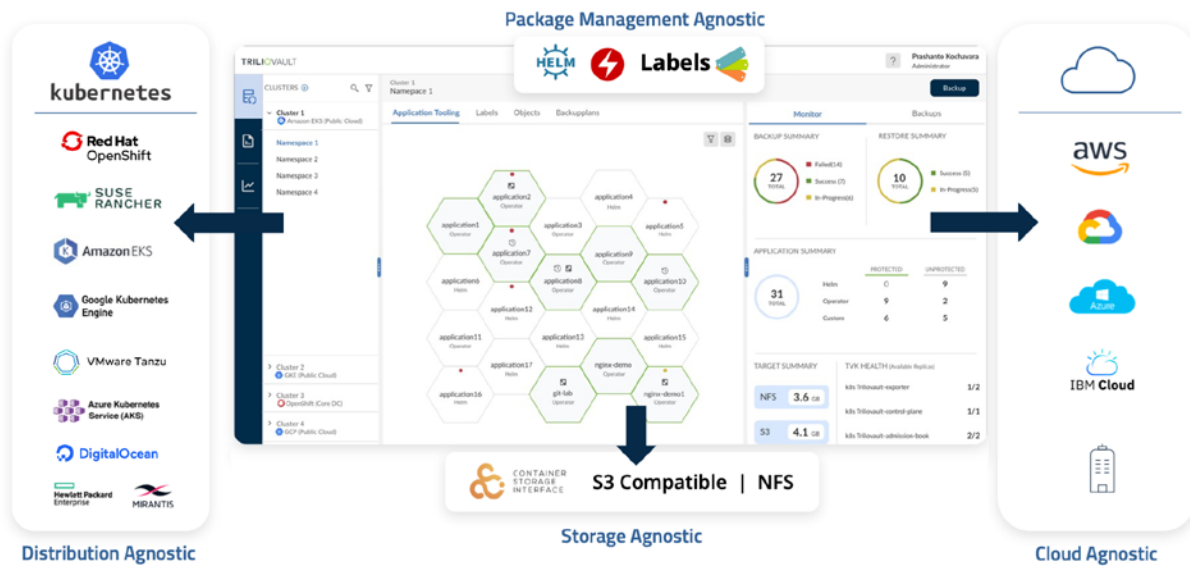 Package Management Agnostic
HELM
Labels
kubernetes
Red Hat
OpenShift
SUSE
RANCHER
Amazon EKS
Google Kubernetes
Engine
VMware Tanzu
Azure Kubernetes
Service (AKS)
DigitalOcean
Hewlett Packard
Enterprise
MIRANTIS
Distribution Agnostic
TRILIOVAULT
?
Prashanta Kochavara
Administrator
CLUSTERS
Cluster 1
Amazon EKS (Public Cloud)
Namespace 1
Namespace 2
Namespace 3
Namespace 4
Cluster 2
GKE (Public Cloud)
Cluster 3
OpenShift (Core DC)
Cluster 4
GCP (Public Cloud)
Cluster 1
Namespace 1
Backup
Application Tooling
Labels
Objects
Backupplans
application2
Operator
application4
Helm
application1
Operator
application3
Operator
application5
Helm
application7
Operator
application9
Operator
application6
Helm
application8
Operator
application10
Operator
application12
Helm
application14
Helm
application11
Operator
application13
Helm
application15
Helm
application17
Helm
nginx-demo
Operator
application16
Helm
git-lab
Operator
nginx-demo1
Operator
Monitor
Backups
BACKUP SUMMARY
27
TOTAL
Failed(14)
Success (7)
In-Progress(6)
RESTORE SUMMARY
10
TOTAL
Success (5)
In-Progress(5)
APPLICATION SUMMARY
31
TOTAL
PROTECTED UNPROTECTED
Helm 0 9
Operator 9 2
Custom 6 5
TARGET SUMMARY
NFS 3.6 GB
S3 4.1 GB
TVK HEALTH (Available Replicas)
k8s Trilovault-exporter 1/2
k8s Trilovault-control-plane 1/1
k8s Trilovault-admission-book 2/2
CONTAINER
STORAGE
INTERFACE
S3 Compatible | NFS
Storage Agnostic
aws
Azure
IBM Cloud
Cloud Agnostic